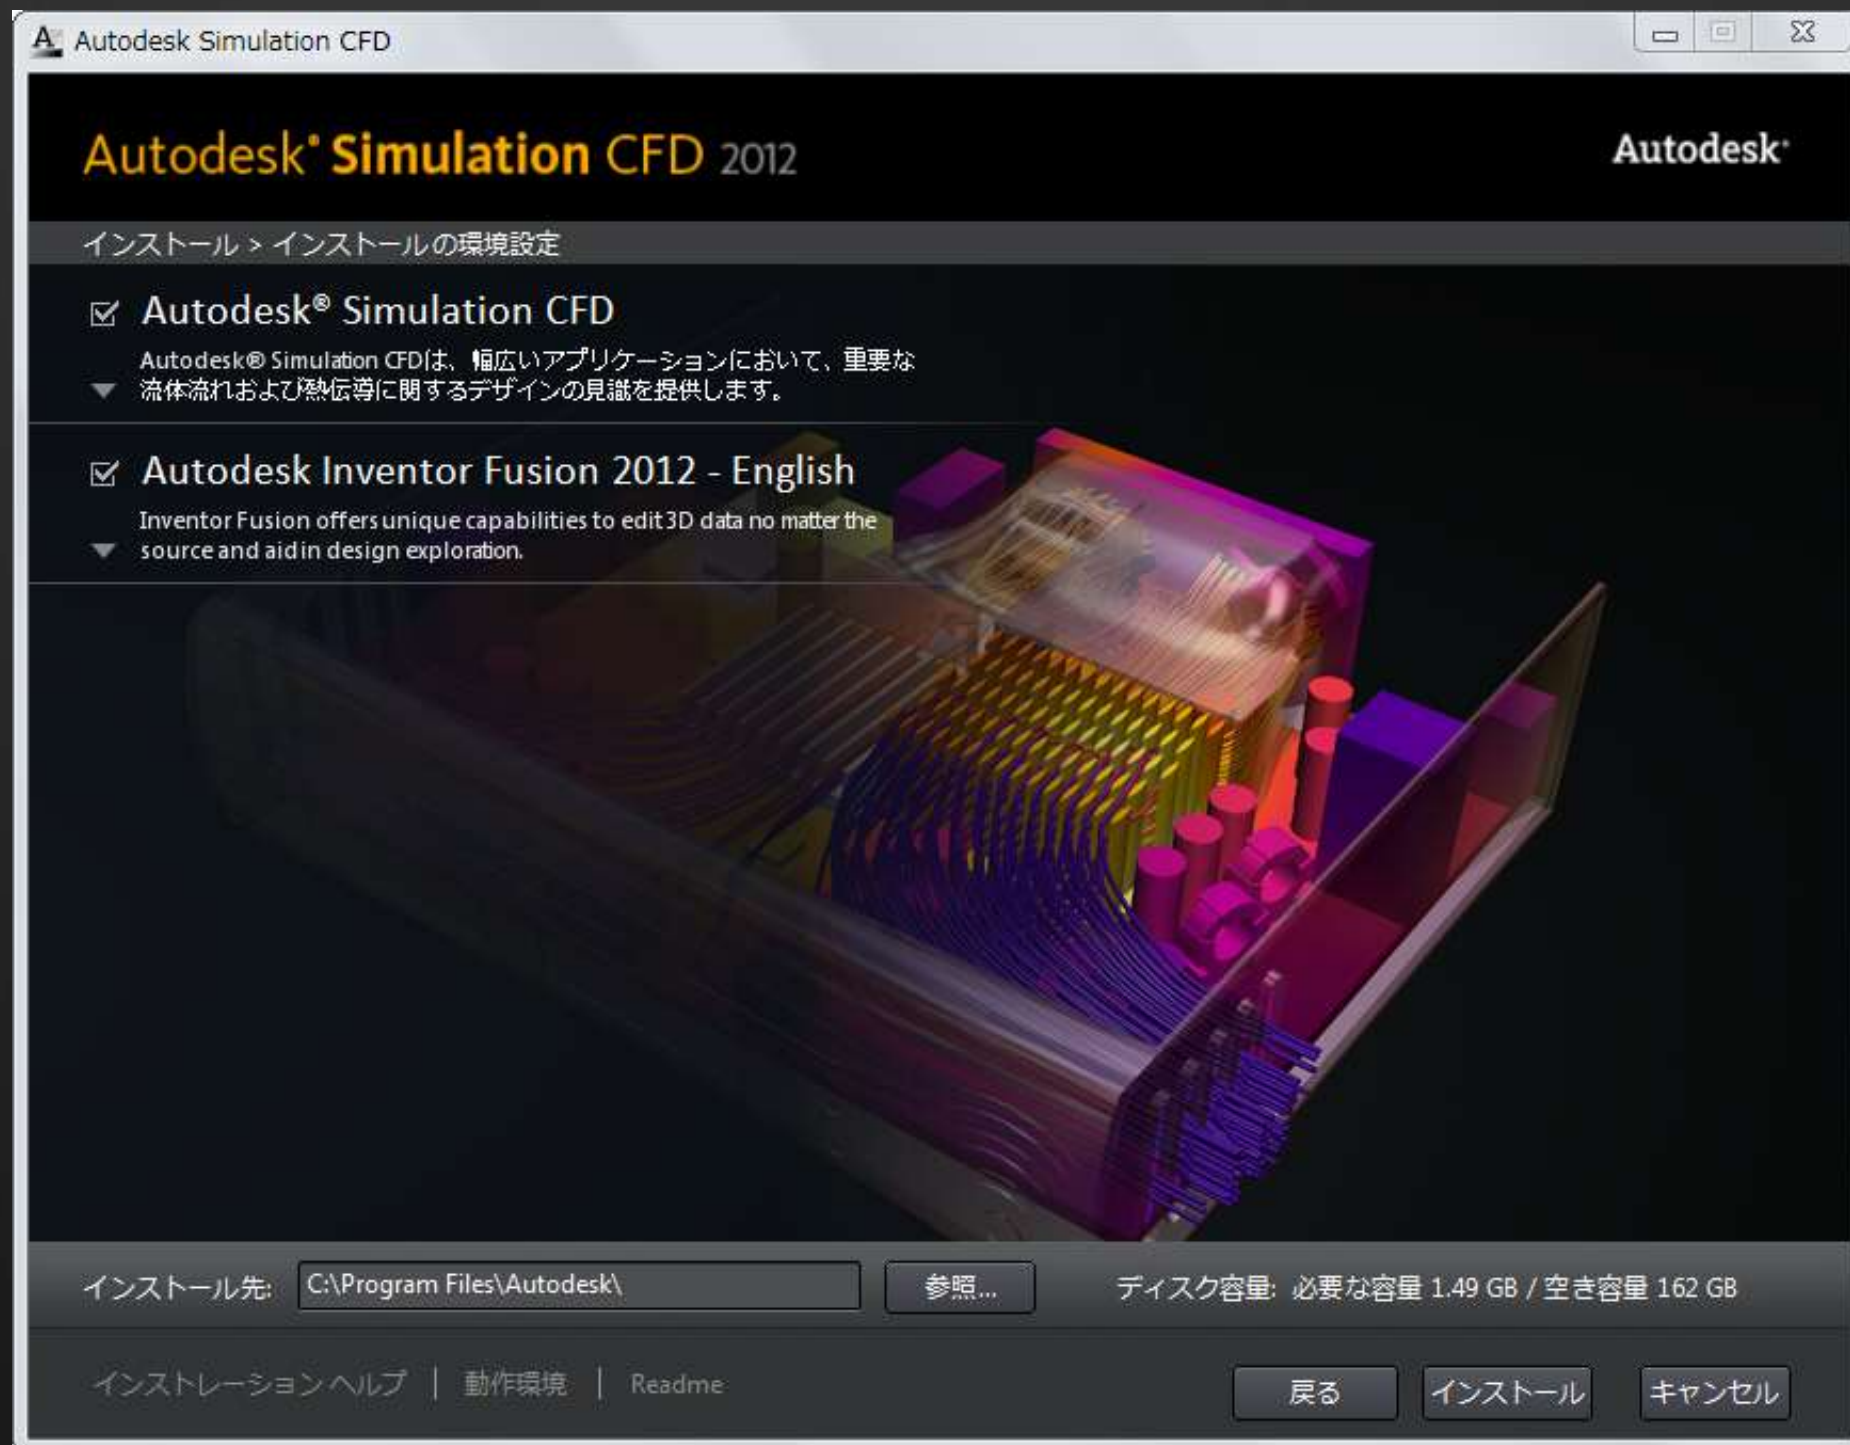 Autodesk Simulation CFD
Autodesk® Simulation CFD 2012
Autodesk®
インストール > インストールの環境設定
Autodesk® Simulation CFD
Autodesk® Simulation CFDは、幅広いアプリケーションにおいて、重要な
流体流れおよび熱伝導に関するデザインの見識を提供します。
Autodesk Inventor Fusion 2012 - English
Inventor Fusion offers unique capabilities to edit 3D data no matter the
source and aid in design exploration.
インストール先: C:\Program Files\Autodesk\ 参照... ディスク容量: 必要な容量 1.49 GB / 空き容量 162 GB
インストレーション ヘルプ | 動作環境 | Readme 戻る インストール キャンセル